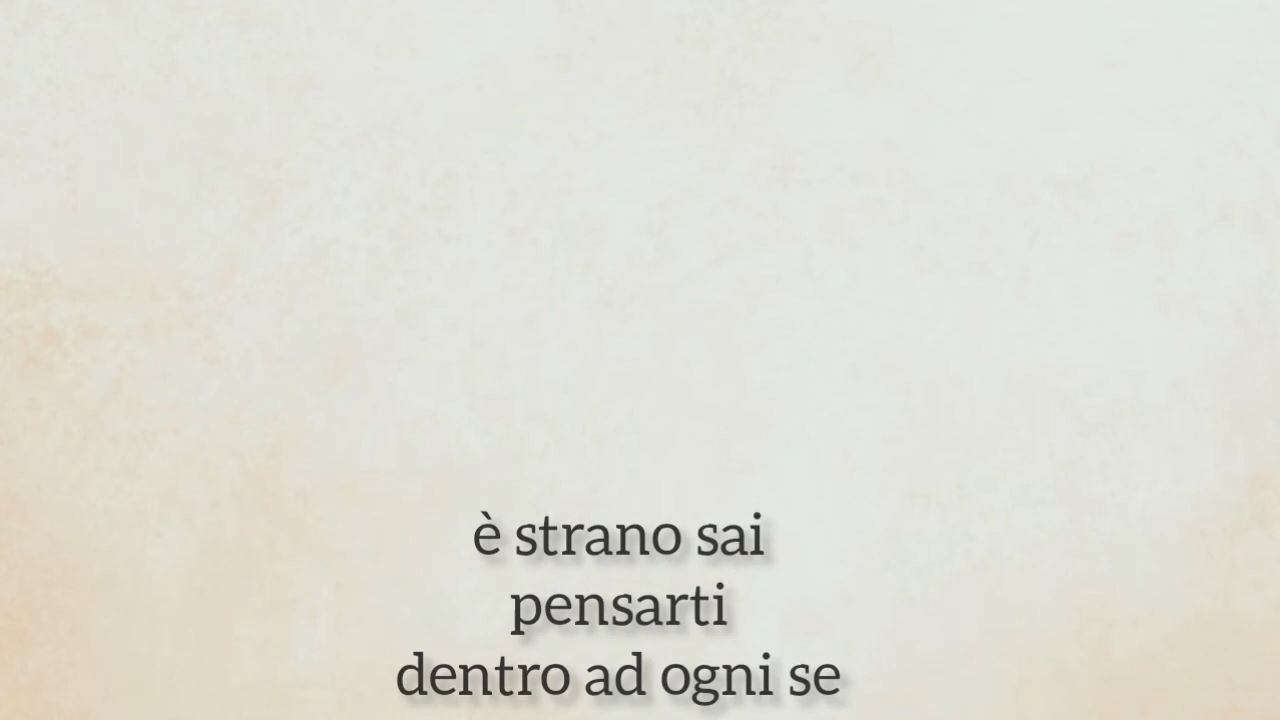 è strano sai
pensarti
dentro ad ogni se